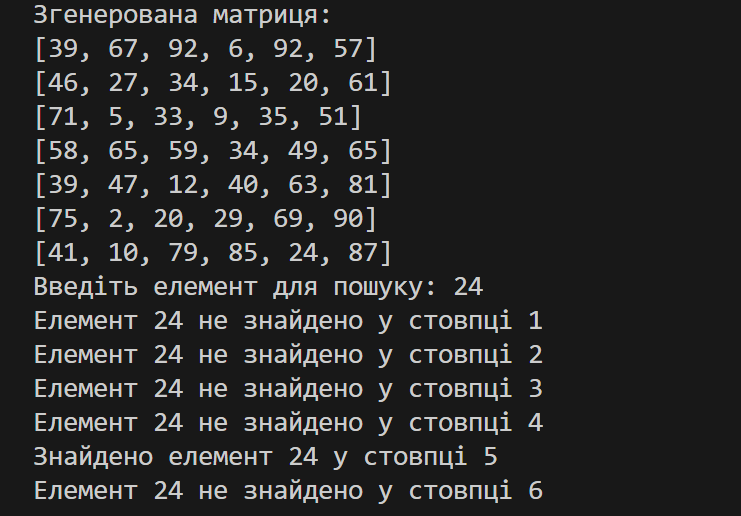 Згенерована матриця:
[39, 67, 92, 6, 92, 57]
[46, 27, 34, 15, 20, 61]
[71, 5, 33, 9, 35, 51]
[58, 65, 59, 34, 49, 65]
[39, 47, 12, 40, 63, 81]
[75, 2, 20, 29, 69, 90]
[41, 10, 79, 85, 24, 87]
Введіть елемент для пошуку: 24
Елемент 24 не знайдено у стовпці 1
Елемент 24 не знайдено у стовпці 2
Елемент 24 не знайдено у стовпці 3
Елемент 24 не знайдено у стовпці 4
Знайдено елемент 24 у стовпці 5
Елемент 24 не знайдено у стовпці 6